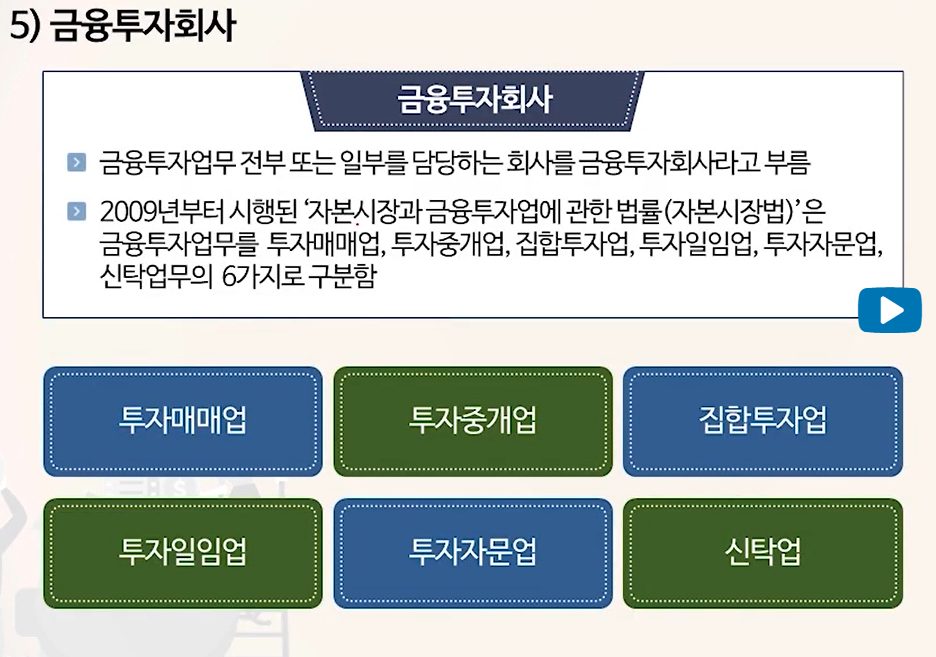 5) 금융투자회사
금융투자회사
금융투자업무 전부 또는 일부를 담당하는 회사를 금융투자회사라고 부름
2009년부터 시행된 ‘자본시장과 금융투자업에 관한 법률(자본시장법)’은
금융투자업무를 투자매매업, 투자중개업, 집합투자업, 투자일임업, 투자자문업,
신탁업무의 6가지로 구분함
투자매매업
투자중개업
집합투자업
투자일임업
투자자문업
신탁업